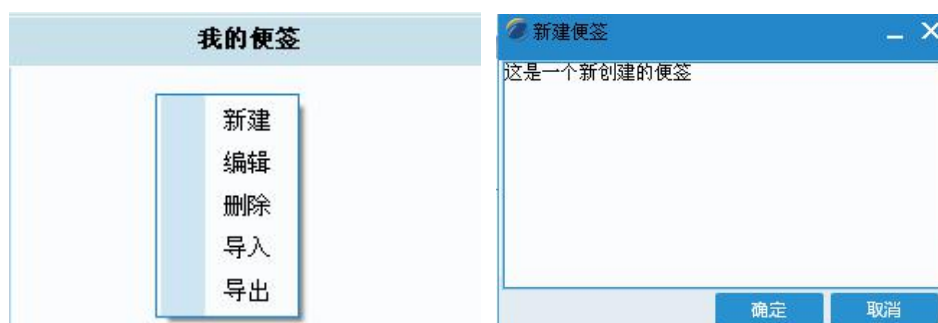 我的便签
新建
编辑
删除
导入
导出
新建便签
这是一个新创建的便签
确定
取消